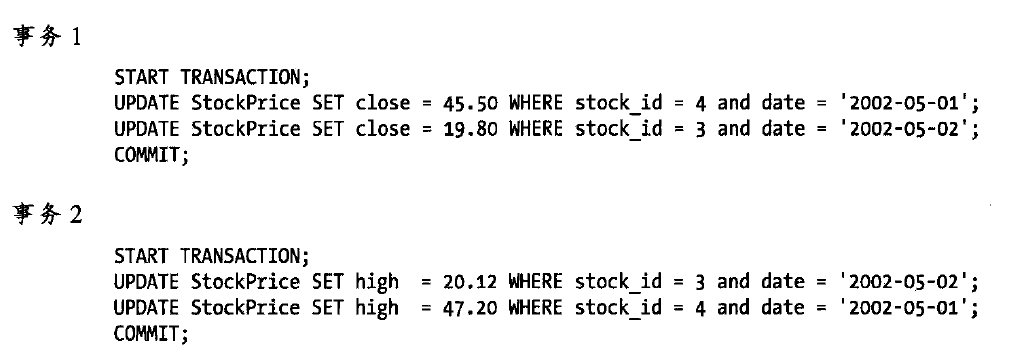 事务 1
START TRANSACTION;
UPDATE StockPrice SET close = 45.50 WHERE stock_id = 4 and date = '2002-05-01';
UPDATE StockPrice SET close = 19.80 WHERE stock_id = 3 and date = '2002-05-02';
COMMIT;
事务 2
START TRANSACTION;
UPDATE StockPrice SET high  = 20.12 WHERE stock_id = 3 and date = '2002-05-02';
UPDATE StockPrice SET high  = 47.20 WHERE stock_id = 4 and date = '2002-05-01';
COMMIT;